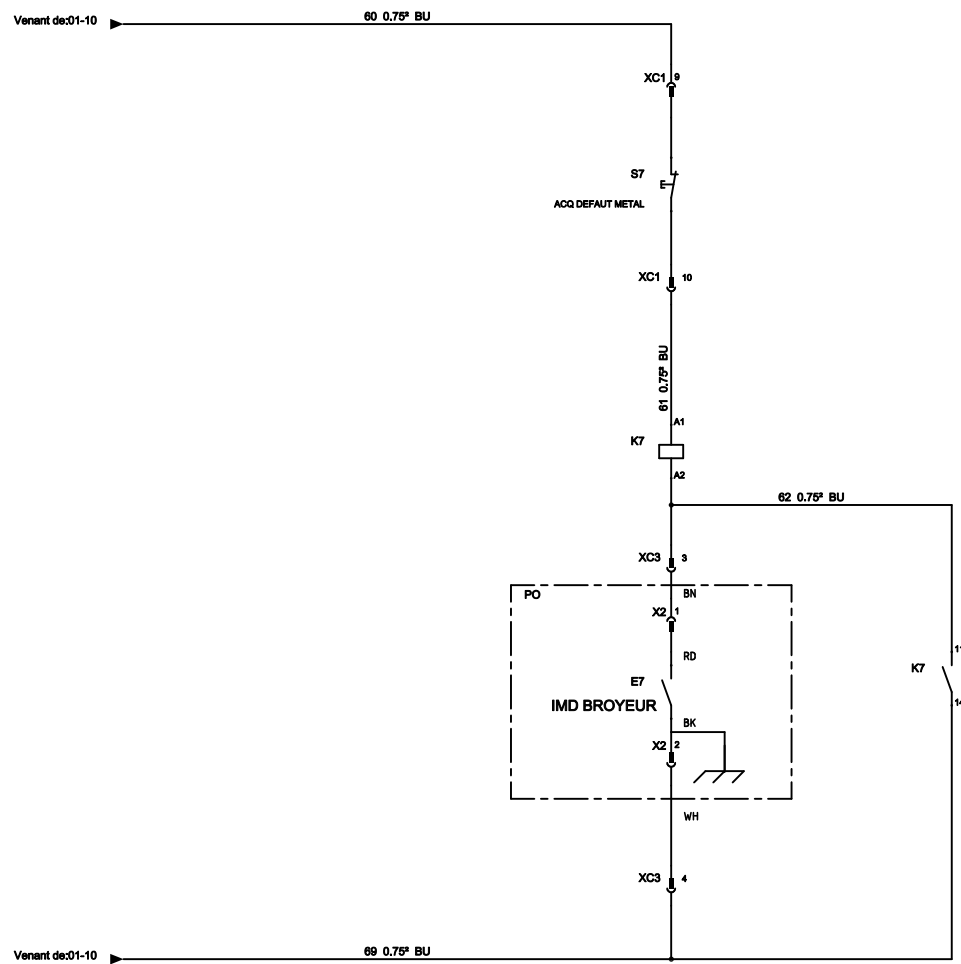 60 0.75² BU
Venant de:01-10
XC1 9
S7
E
ACQ DEFAUT METAL
XC1 10
61 0.75² BU
A1
K7
A2
62 0.75² BU
XC3 3
PO
BN
X2 1
RD
K7 11
E7
IMD BROYEUR
14
BK
X2 2
WH
XC3 4
69 0.75² BU
Venant de:01-10